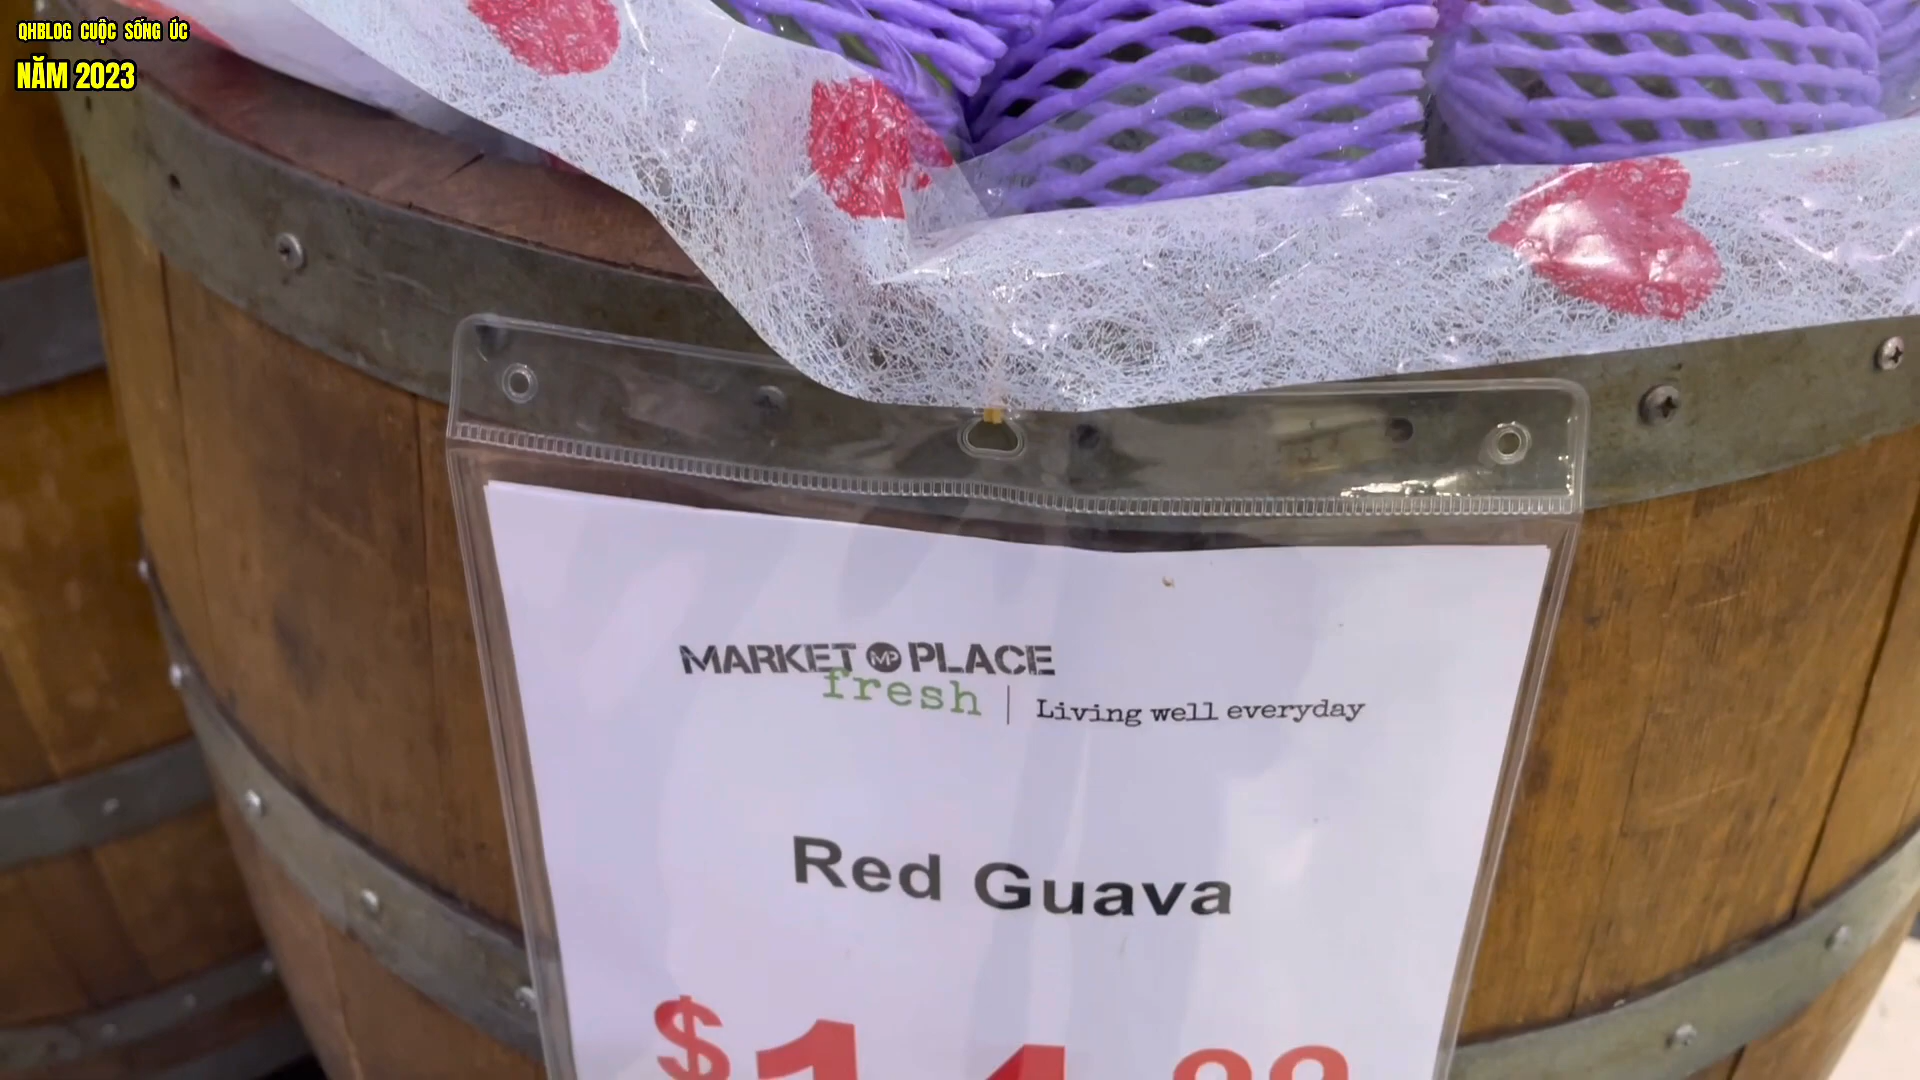 QHBLOG CUỘC SỐNG ÚC
NĂM 2023
MARKET MP PLACE
fresh | Living well everyday
Red Guava
$